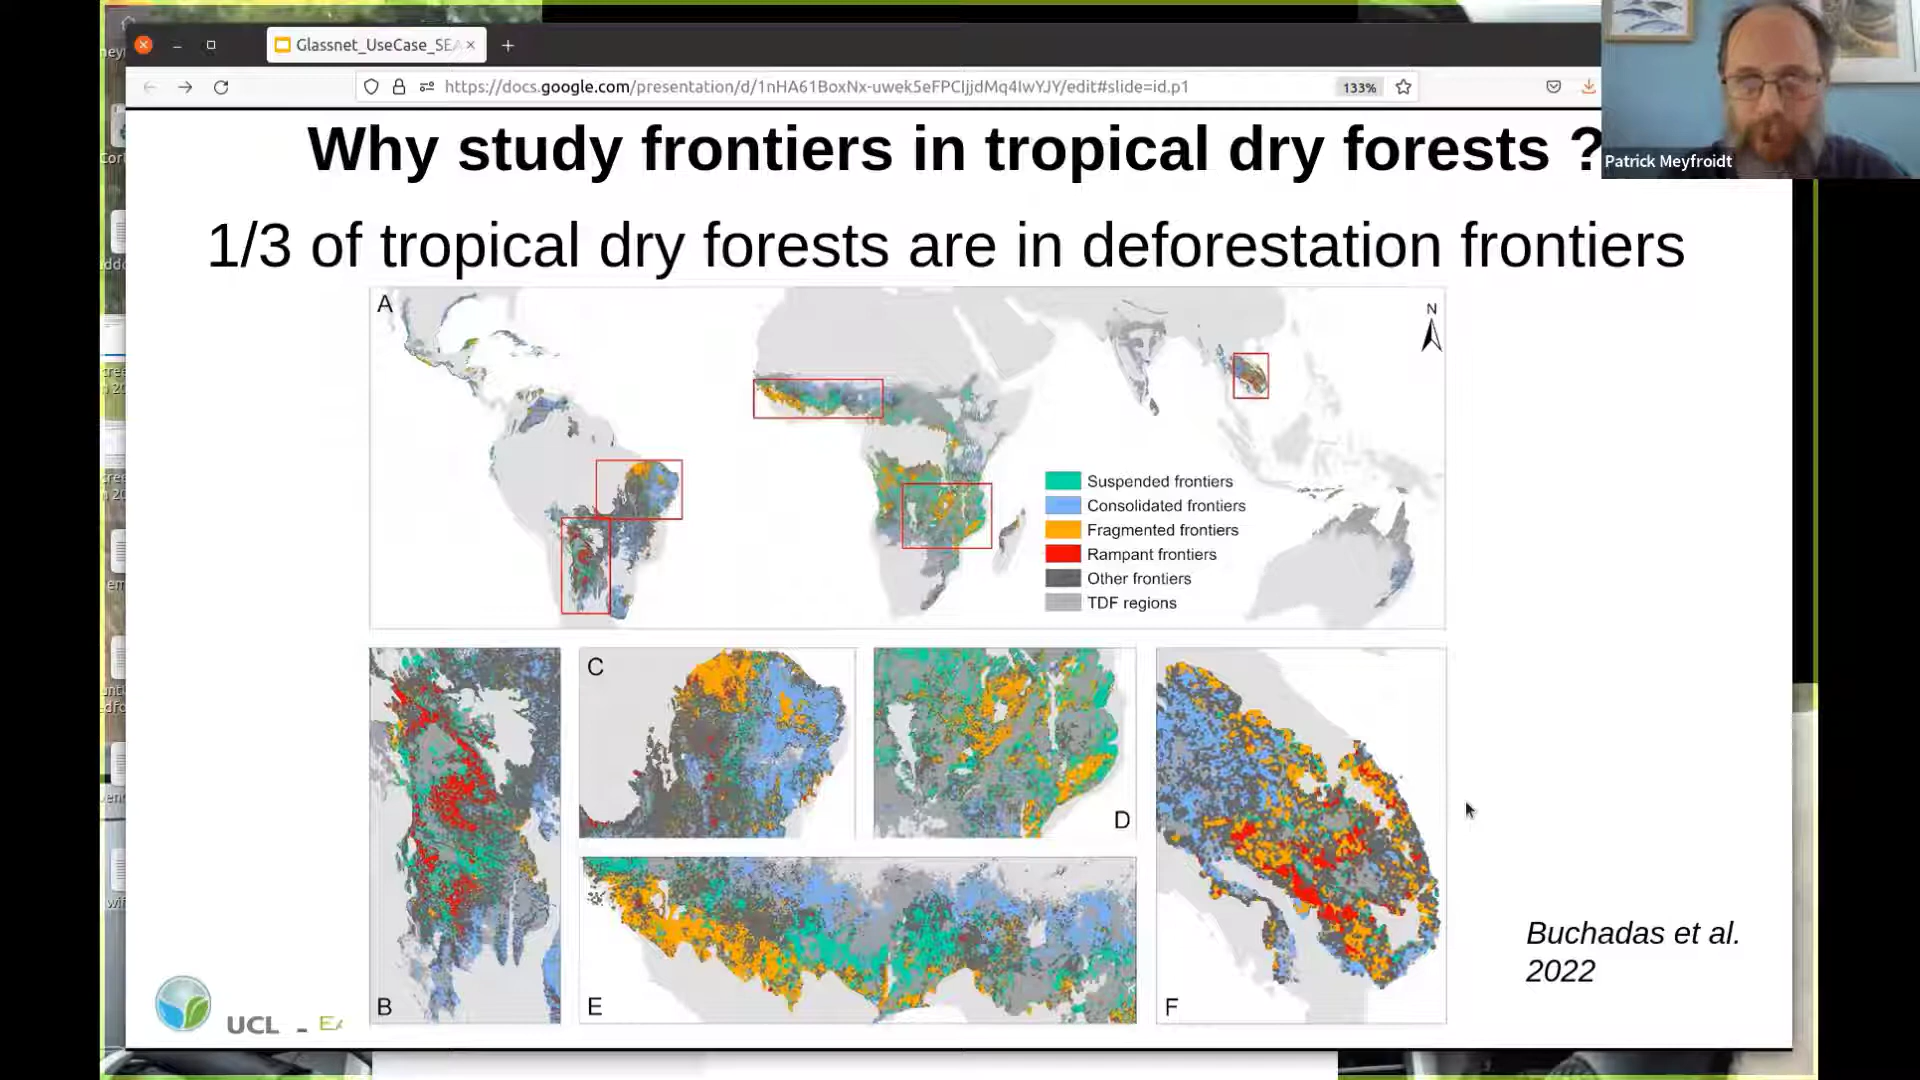 Glassnet_UseCase_SEA
https://docs.google.com/presentation/d/1nHA61BoxNx-uwek5eFPCIjjdMq4IwYJY/edit#slide=id.p1
133%
Patrick Meyfroidt
Why study frontiers in tropical dry forests ?
1/3 of tropical dry forests are in deforestation frontiers
A
N
Suspended frontiers
Consolidated frontiers
Fragmented frontiers
Rampant frontiers
Other frontiers
TDF regions
C
D
B
E
F
Buchadas et al.
2022
UCL